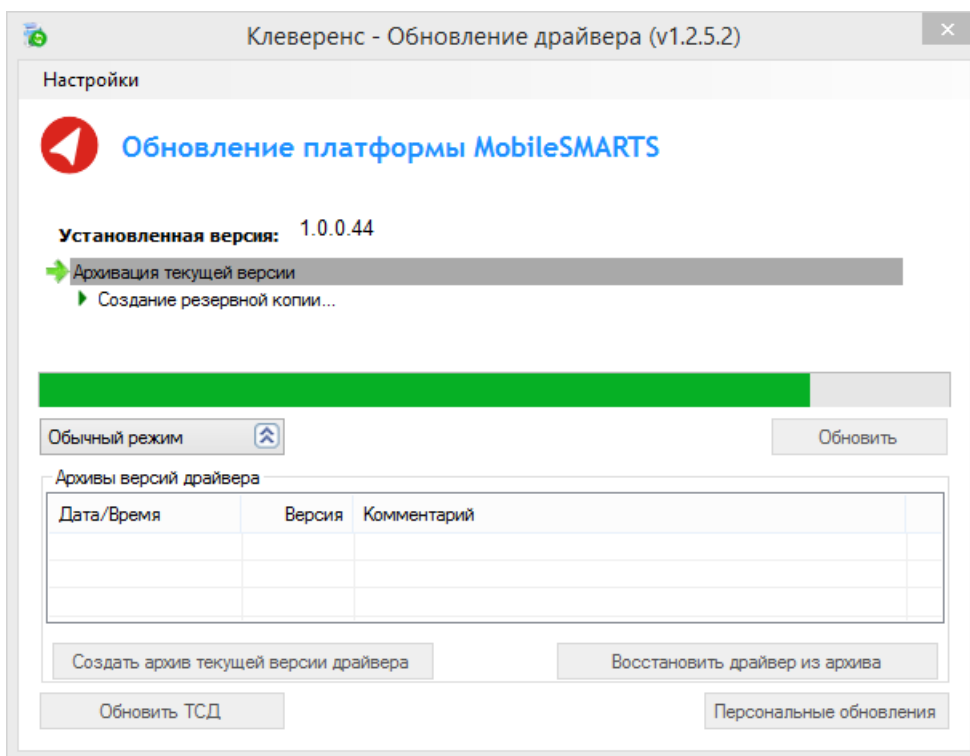 Клеверенс - Обновление драйвера (v1.2.5.2)
Настройки
Обновление платформы MobileSMARTS
Установленная версия: 1.0.0.44
Архивация текущей версии
Создание резервной копии...
Обычный режим
Обновить
Архивы версий драйвера
Дата/Время Версия Комментарий
Создать архив текущей версии драйвера
Восстановить драйвер из архива
Обновить ТСД
Персональные обновления